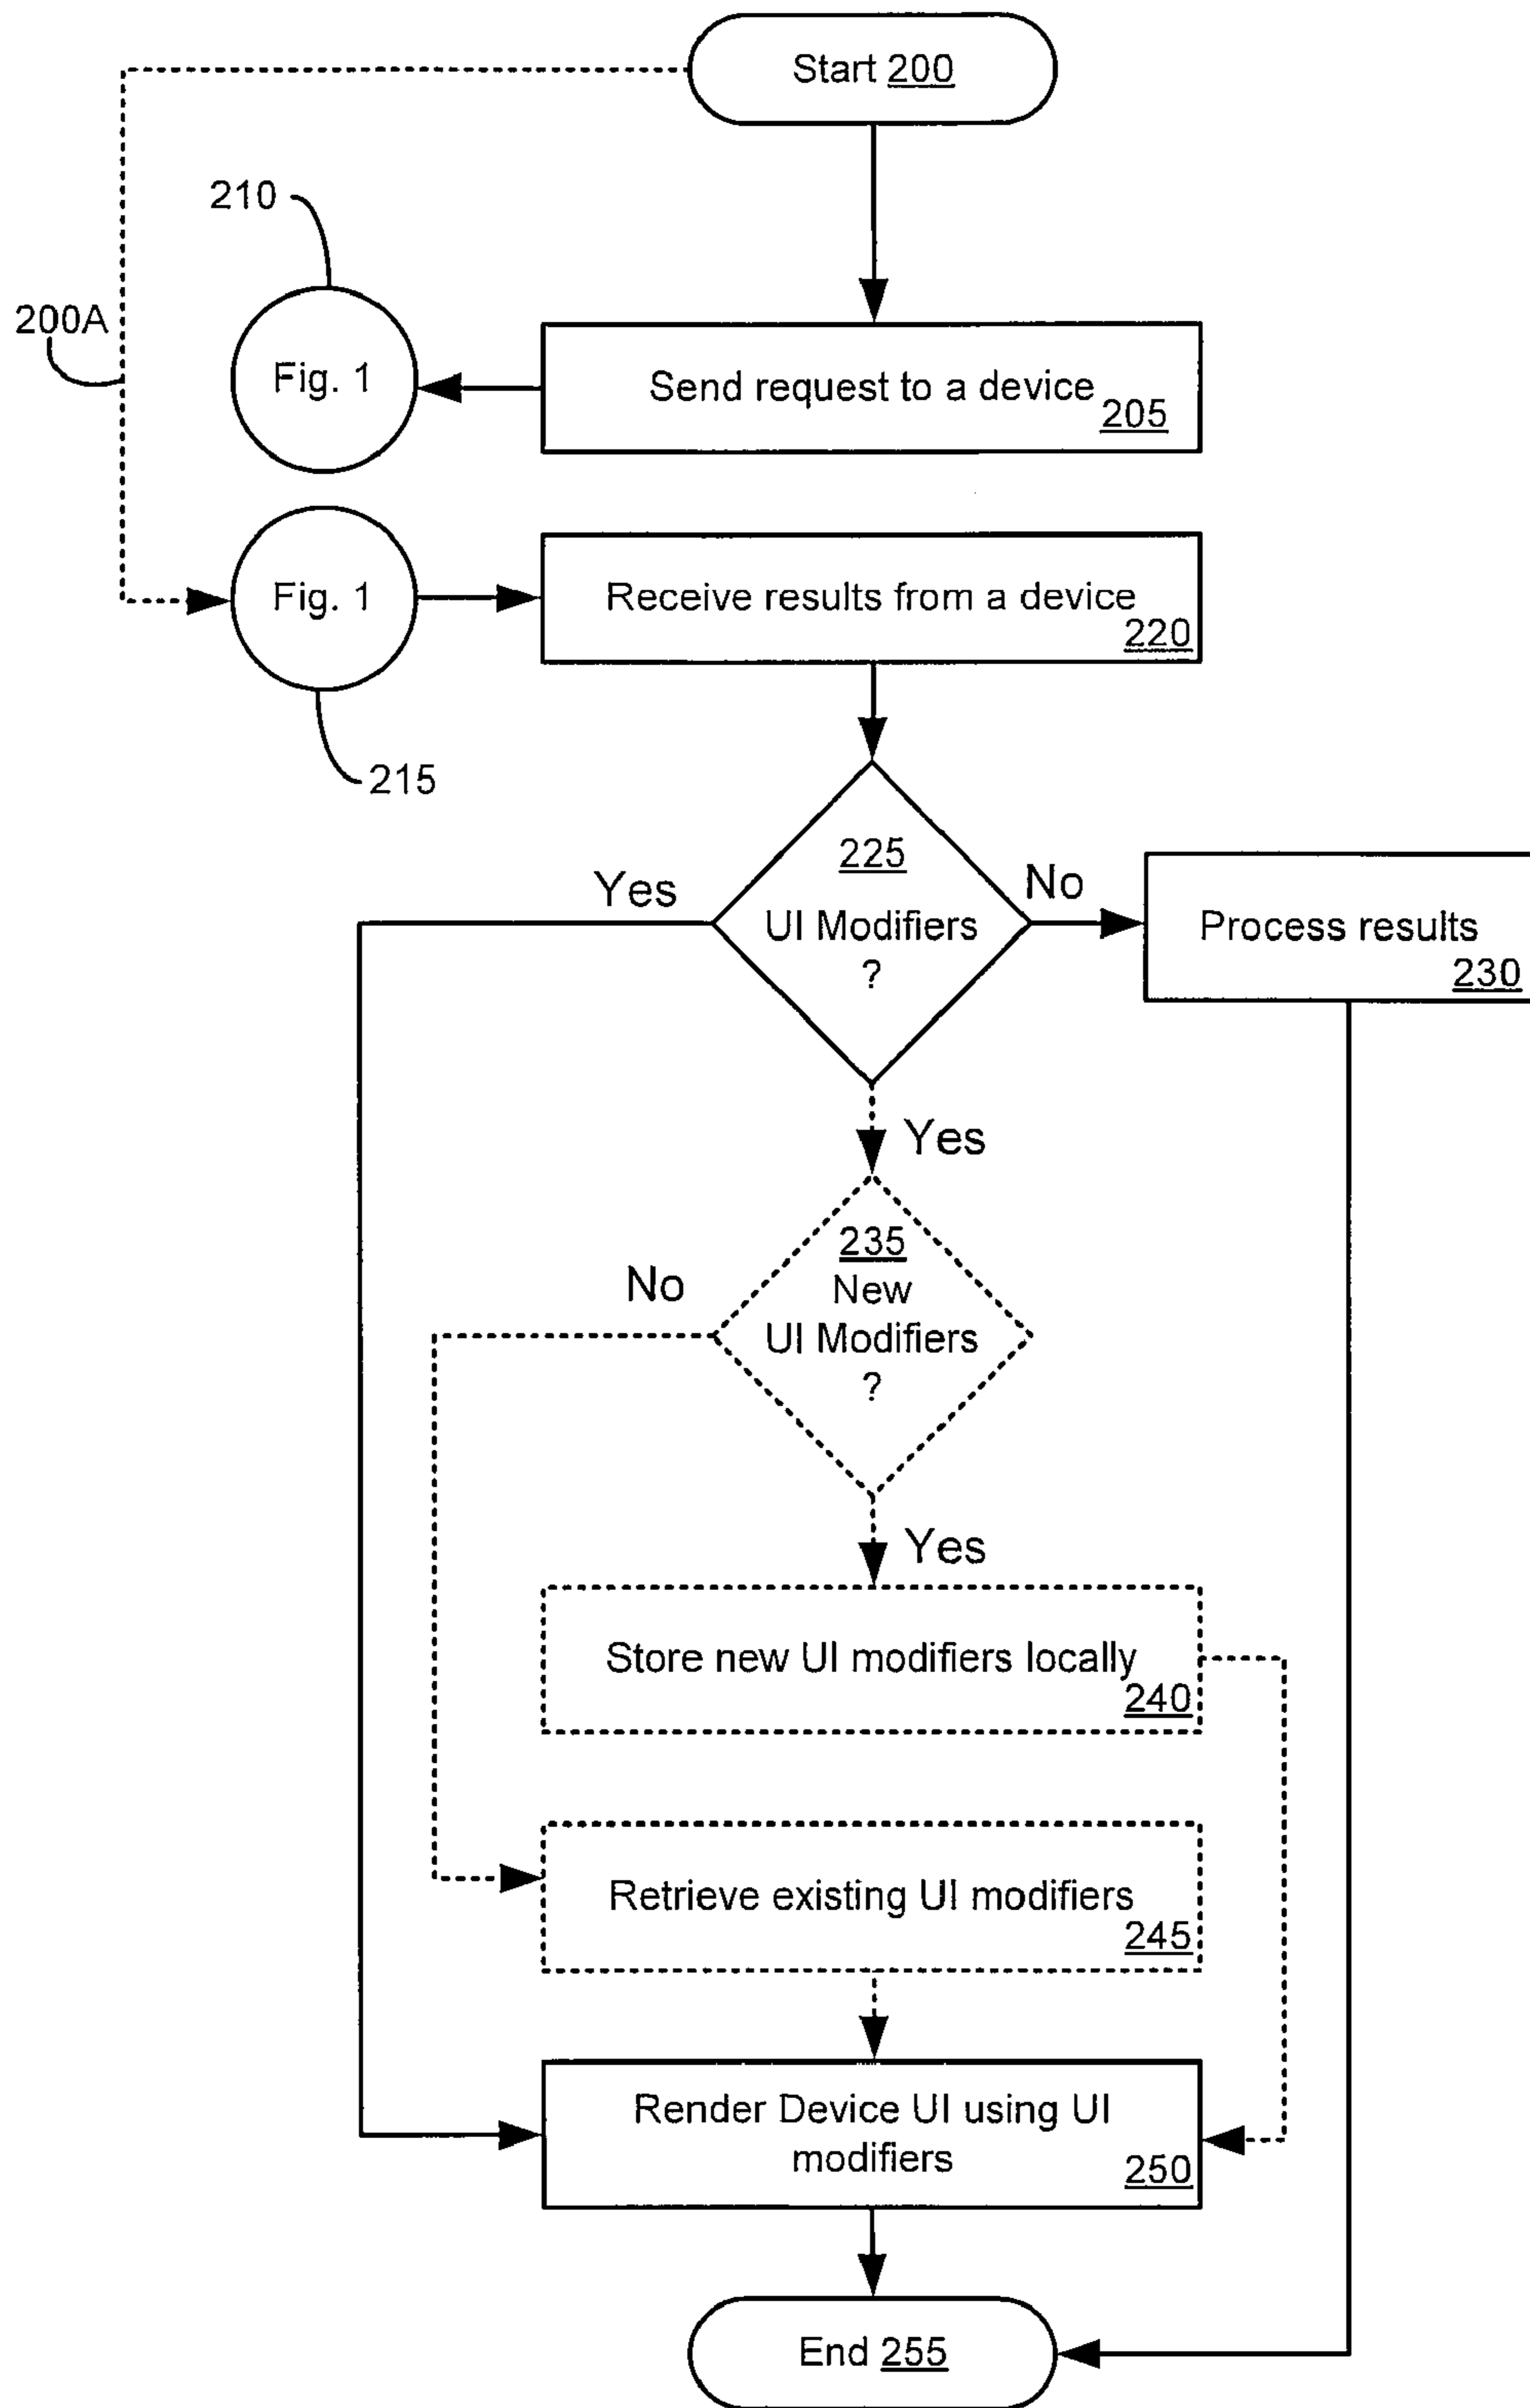 Start 200
210
200A
Fig. 1
Send request to a device
205
Fig. 1
Receive results from a device
220
215
225
Yes
No
UI Modifiers
?
Process results
230
Yes
235
No
New
UI Modifiers
?
Yes
Store new UI modifiers locally
240
Retrieve existing UI modifiers
245
Render Device UI using UI
modifiers
250
End 255